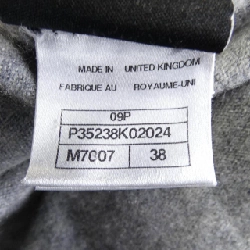 MADE IN UNITED KINGDOM
FABRIQUE AU ROYAUME-UNI
09P
P35238K02024
M7007 38